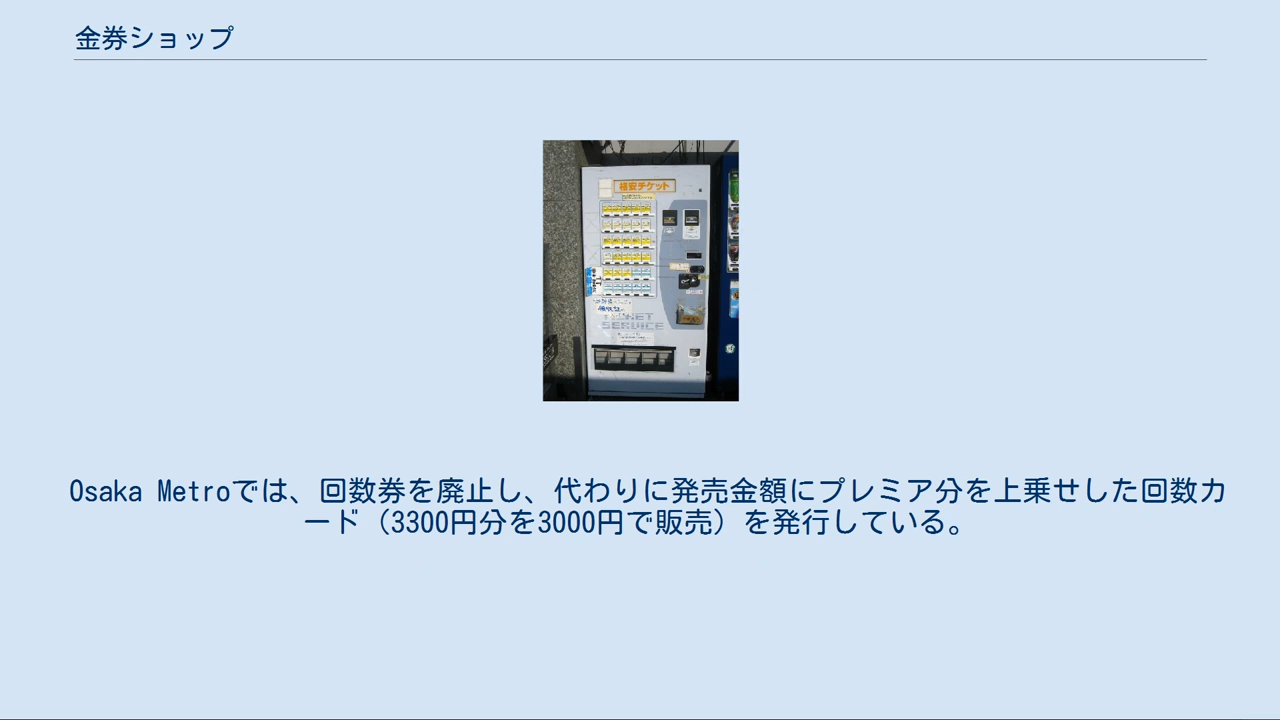 金券ショップ
格安チケット
Osaka Metroでは、回数券を廃止し、代わりに発売金額にプレミア分を上乗せした回数カ
ード（3300円分を3000円で販売）を発行している。